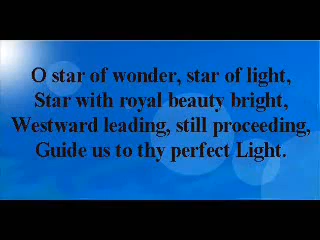 O star of wonder, star of light,
Star with royal beauty bright,
Westward leading, still proceeding,
Guide us to thy perfect Light.